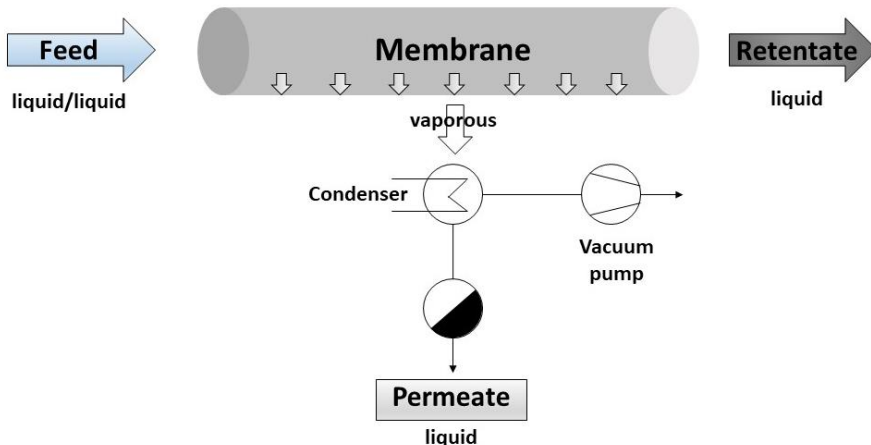 Feed
Membrane
Retentate
liquid/liquid
liquid
vaporous
Condenser
Vacuum
pump
Permeate
liquid